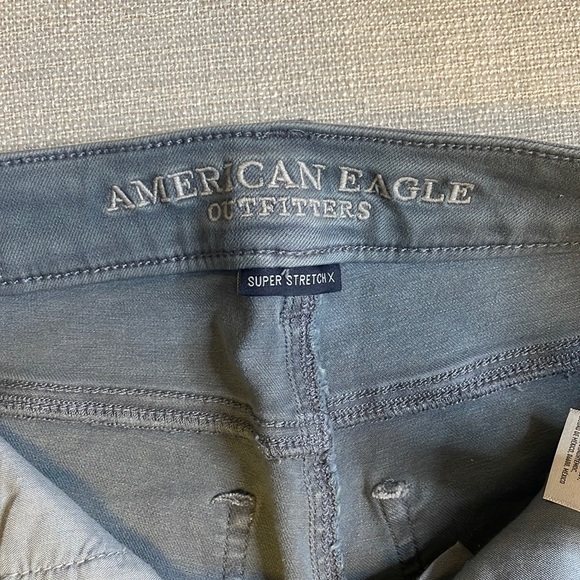 AMERICAN EAGLE
OUTFITTERS
SUPER STRETCH X